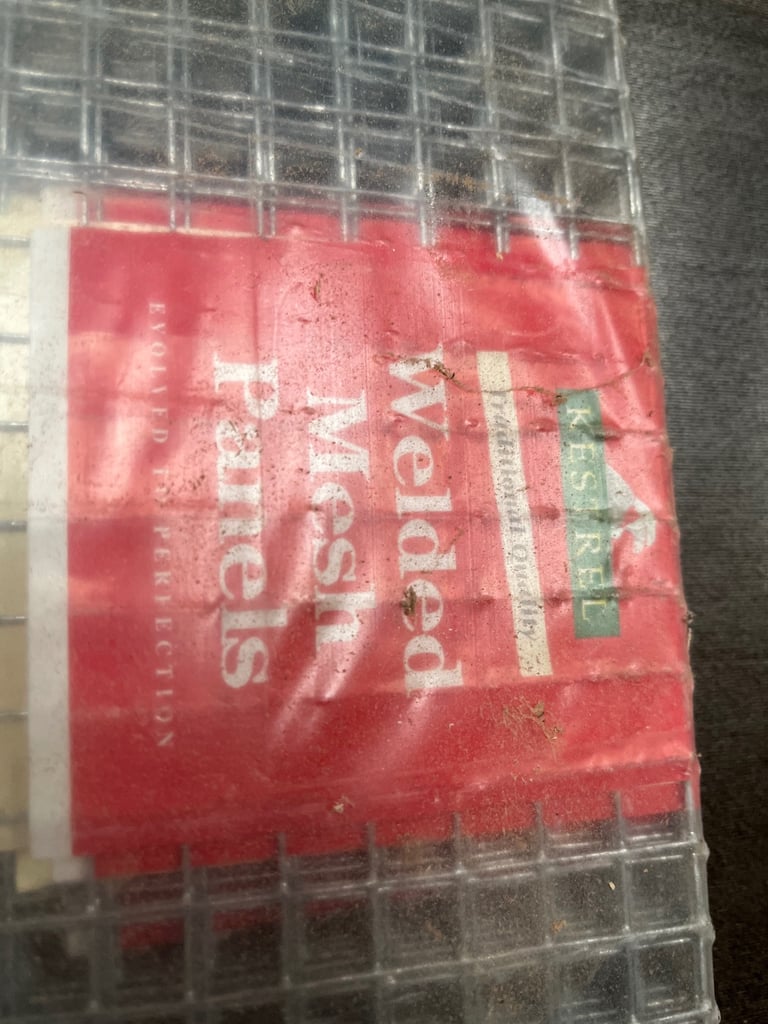 KESTREL
Traditional Quality
Welded
Mesh
Panels
EVOLVED TO PERFECTION